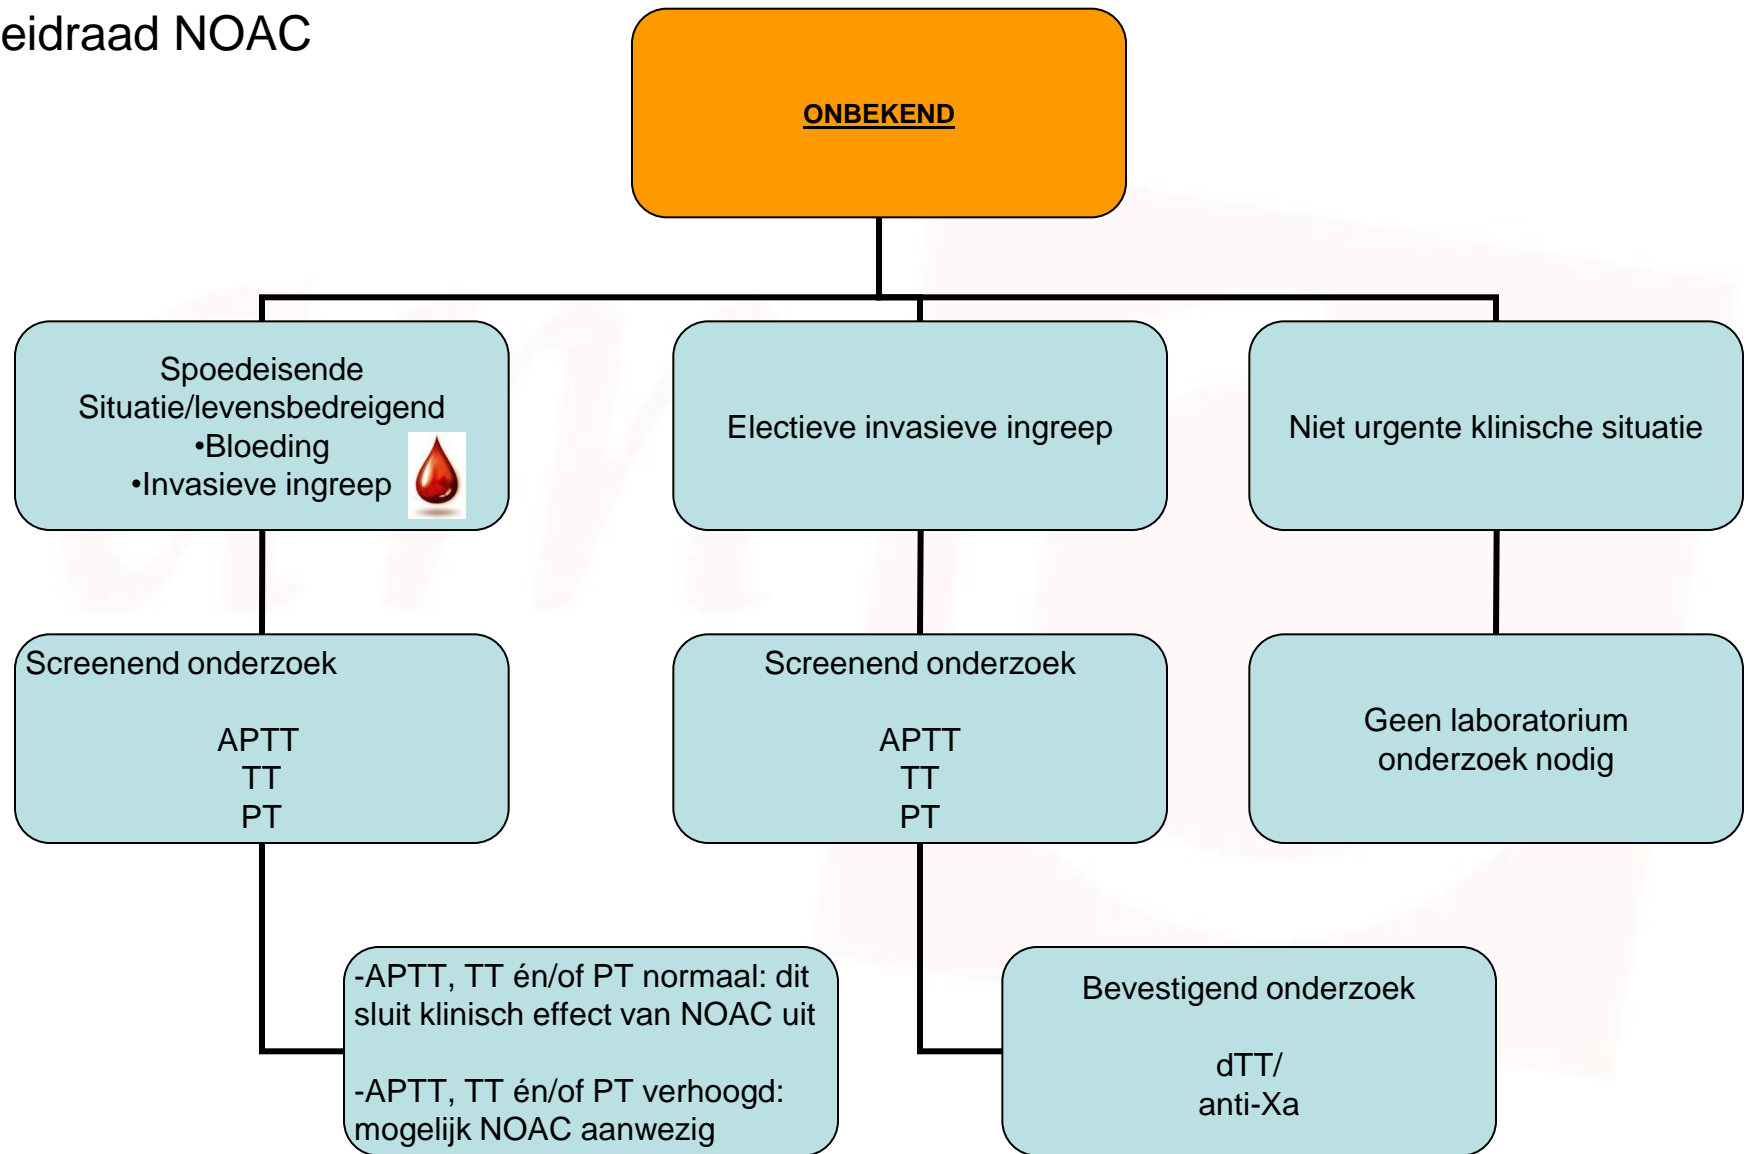 eidraad NOAC
ONBEKEND
Spoedeisende
Situatie/levensbedreigend
•Bloeding
•Invasieve ingreep
Electieve invasieve ingreep
Niet urgente klinische situatie
Screenend onderzoek
APTT
TT
PT
Screenend onderzoek
APTT
TT
PT
Geen laboratorium
onderzoek nodig
-APTT, TT én/of PT normaal: dit
sluit klinisch effect van NOAC uit
-APTT, TT én/of PT verhoogd:
mogelijk NOAC aanwezig
Bevestigend onderzoek
dTT/
anti-Xa